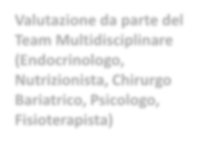 Valutazione da parte del
Team Multidisciplinare
(Endocrinologo,
Nutrizionista, Chirurgo
Bariatrico, Psicologo,
Fisioterapista)